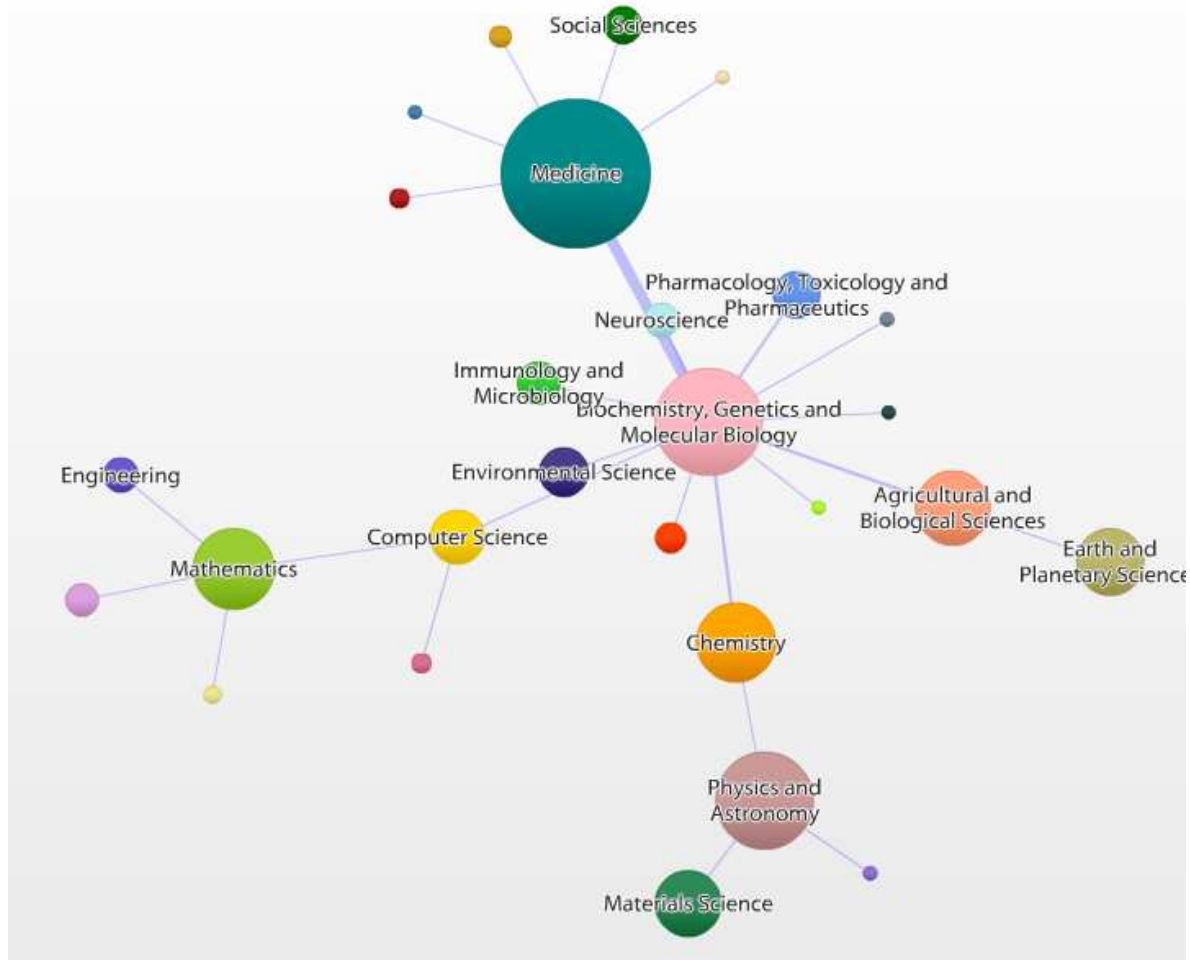 Social Sciences
Medicine
Pharmacology, Toxicology and
Pharmaceutics
Neuroscience
Immunology and
Microbiology
Biochemistry, Genetics and
Molecular Biology
Engineering
Environmental Science
Agricultural and
Biological Sciences
Computer Science
Earth and
Planetary Science
Mathematics
Chemistry
Physics and
Astronomy
Materials Science